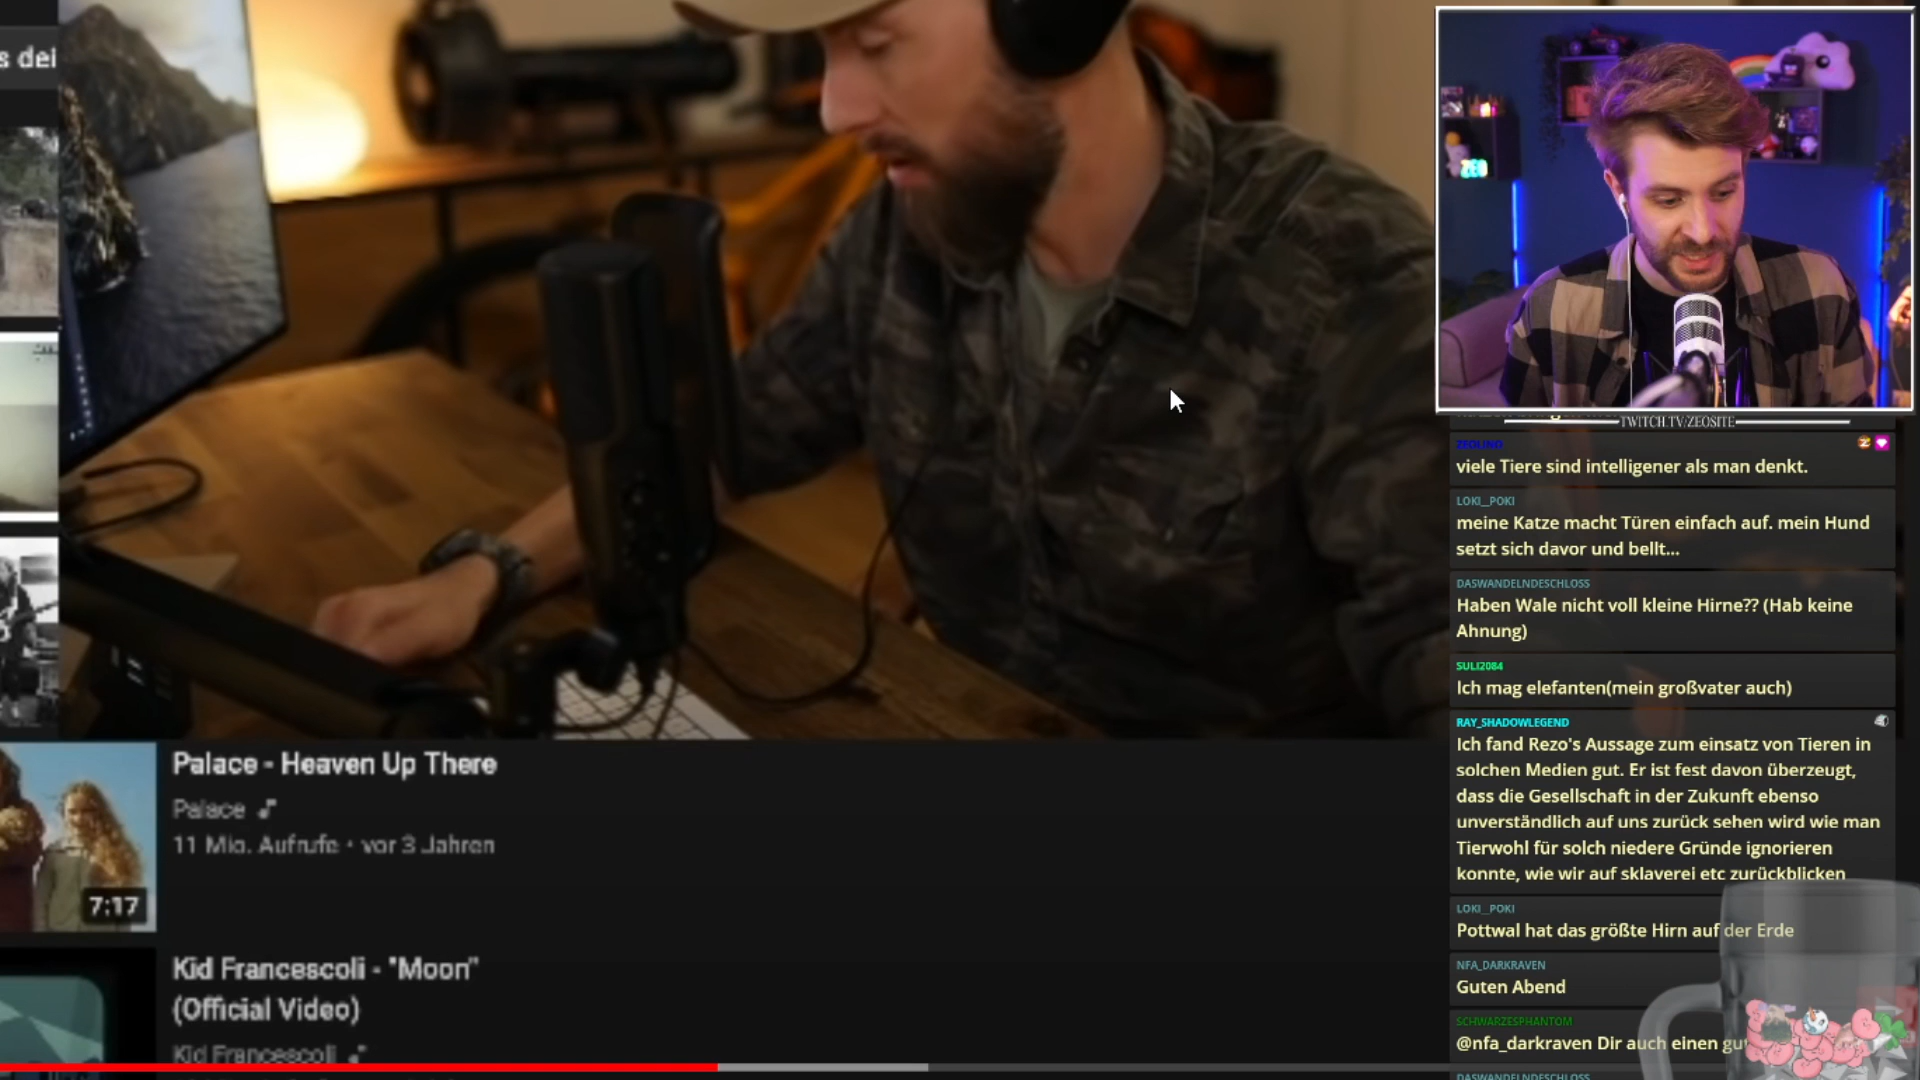 s dei
ZEO
TWITCH.TV/ZEOSITE
ZEOLINO
viele Tiere sind intelligener als man denkt.
LOKI__POKI
meine Katze macht Türen einfach auf. mein Hund
setzt sich davor und bellt...
DASWANDELNDESCHLOSS
Haben Wale nicht voll kleine Hirne?? (Hab keine
Ahnung)
SULI2084
Ich mag elefanten(mein großvater auch)
RAY_SHADOWLEGEND
Ich fand Rezo's Aussage zum einsatz von Tieren in
solchen Medien gut. Er ist fest davon überzeugt,
dass die Gesellschaft in der Zukunft ebenso
unverständlich auf uns zurück sehen wird wie man
Tierwohl für solch niedere Gründe ignorieren
konnte, wie wir auf sklaverei etc zurückblicken
LOKI__POKI
Pottwal hat das größte Hirn auf der Erde
NFA_DARKRAVEN
Guten Abend
SCHWARZESPHANTOM
@nfa_darkraven Dir auch einen gu
DASWANDELNDESCHLOSS
Palace - Heaven Up There
Palace
11 Mio. Aufrufe • vor 3 Jahren
7:17
Kid Francescoli - "Moon"
(Official Video)
Kid Francescoli